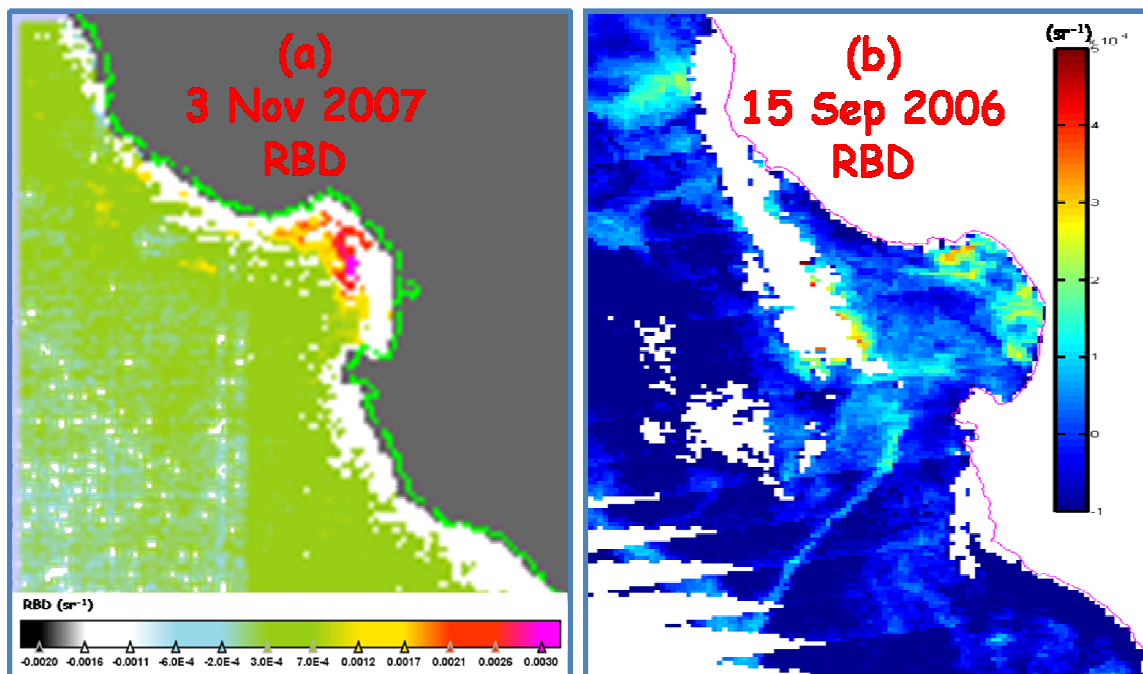 (a)
3 Nov 2007
RBD
RBD (sr⁻¹)
-0.0020 -0.0016 -0.0011 -6.0E-4 -2.0E-4 3.0E-4 7.0E-4 0.0012 0.0017 0.0021 0.0026 0.0030
(b)
15 Sep 2006
RBD
(sr⁻¹)
5 ×10⁻⁴
4
3
2
1
0
-1